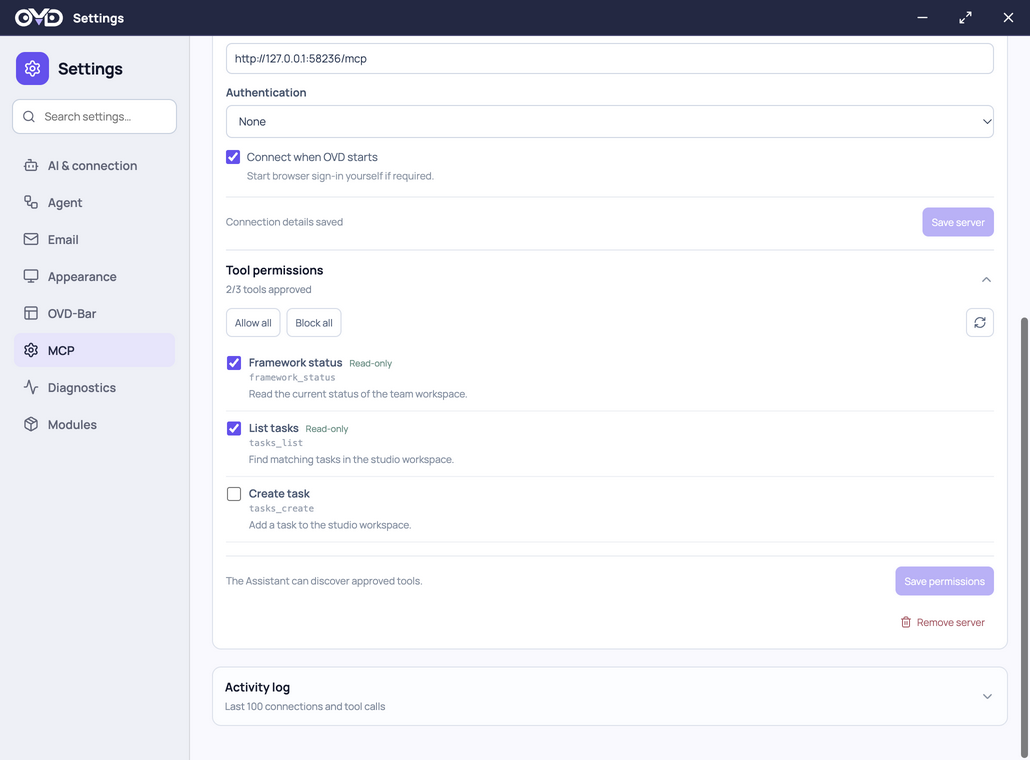 OVD Settings
Settings
Search settings...
AI & connection
Agent
Email
Appearance
OVD-Bar
MCP
Diagnostics
Modules
http://127.0.0.1:58236/mcp
Authentication
None
Connect when OVD starts
Start browser sign-in yourself if required.
Connection details saved
Save server
Tool permissions
2/3 tools approved
Allow all
Block all
Framework status Read-only
framework_status
Read the current status of the team workspace.
List tasks Read-only
tasks_list
Find matching tasks in the studio workspace.
Create task
tasks_create
Add a task to the studio workspace.
The Assistant can discover approved tools.
Save permissions
Remove server
Activity log
Last 100 connections and tool calls